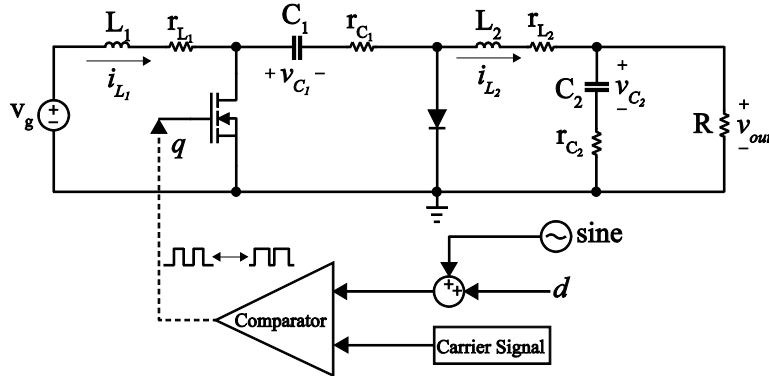 L1 rL1 C1 rC1 L2 rL2
iL1 + vC1 − iL2
Vg + − q C2 + vC2 − rC2 R + vout −
sine
+ + d
Comparator
Carrier Signal